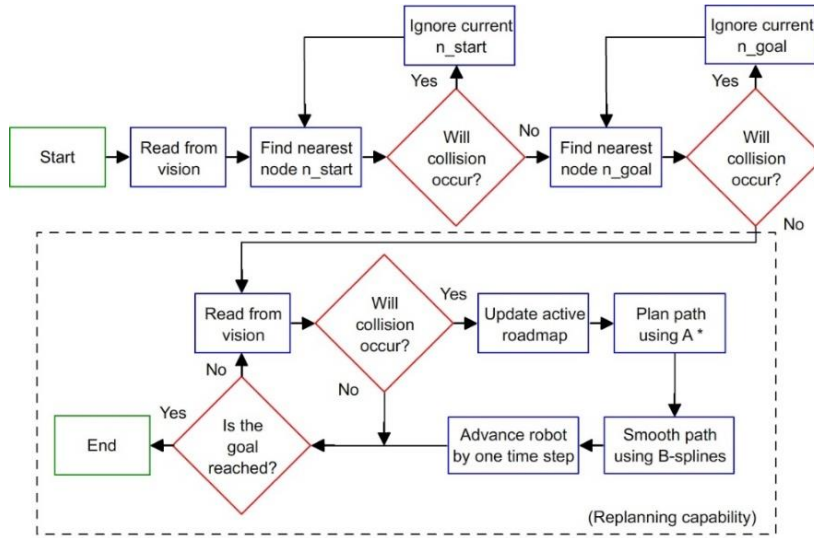 Ignore current
n_start
Ignore current
n_goal
Yes
Yes
Start
Read from
vision
Find nearest
node n_start
Will
collision
occur?
No
Find nearest
node n_goal
Will
collision
occur?
No
Read from
vision
Will
collision
occur?
Yes
Update active
roadmap
Plan path
using A *
No
No
Yes
End
Is the
goal
reached?
Advance robot
by one time step
Smooth path
using B-splines
(Replanning capability)